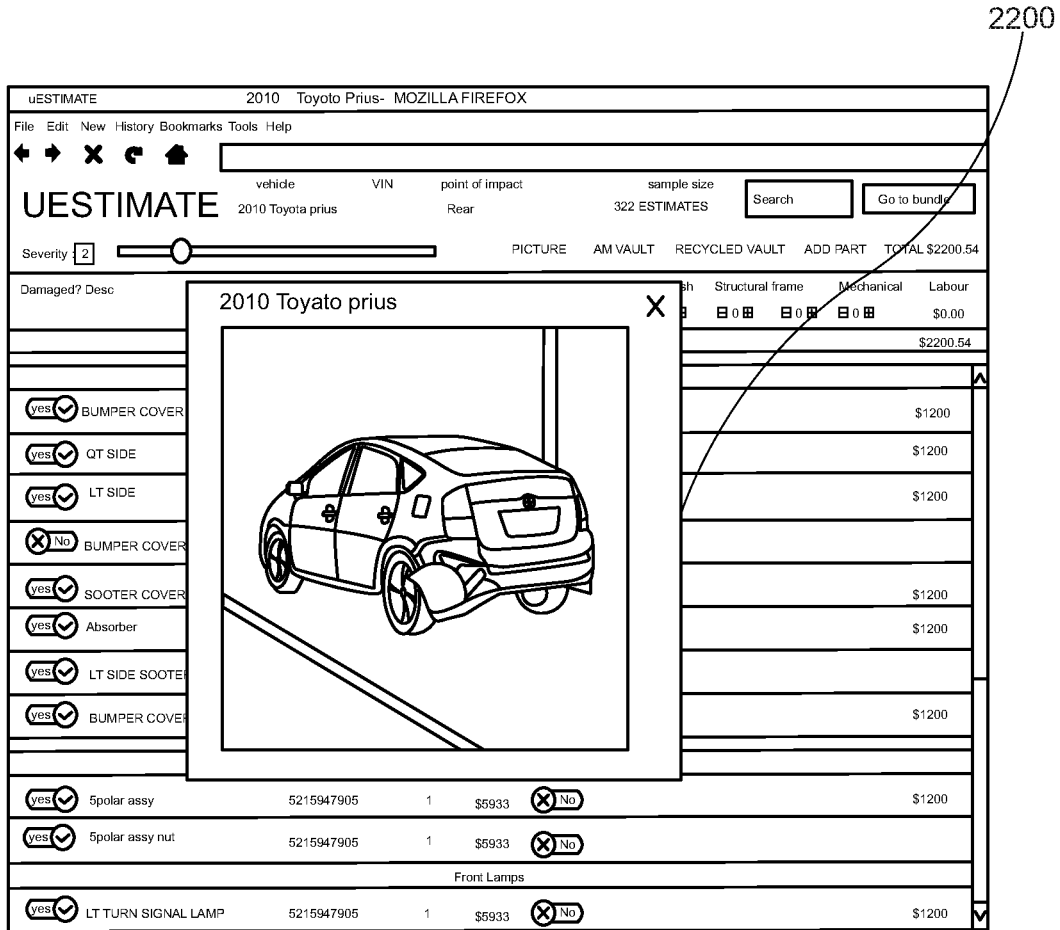 2200
uESTIMATE 2010 Toyoto Prius- MOZILLA FIREFOX
File Edit New History Bookmarks Tools Help
UESTIMATE
vehicle VIN point of impact sample size
2010 Toyota prius Rear 322 ESTIMATES
Search
Go to bundle
Severity : 2
PICTURE AM VAULT RECYCLED VAULT ADD PART TOTAL $2200.54
Damaged? Desc
sh Structural frame Mechanical Labour
0 0 0 $0.00
$2200.54
2010 Toyato prius X
yes BUMPER COVER $1200
yes QT SIDE $1200
yes LT SIDE $1200
No BUMPER COVER
yes SOOTER COVER $1200
yes Absorber $1200
yes LT SIDE SOOTE
yes BUMPER COVE $1200
yes 5polar assy 5215947905 1 $5933 No $1200
yes 5polar assy nut 5215947905 1 $5933 No
Front Lamps
yes LT TURN SIGNAL LAMP 5215947905 1 $5933 No $1200